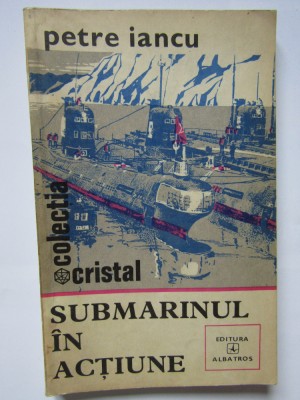 petre iancu
colecția
cristal
SUBMARINUL
ÎN
ACȚIUNE
EDITURA
ALBATROS